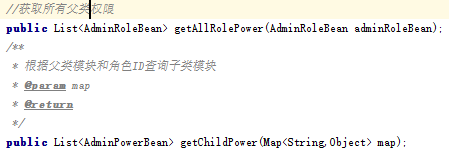 //获取所有父类权限
public List<AdminRoleBean> getAllRolePower(AdminRoleBean adminRoleBean);
/**
* 根据父类模块和角色ID查询子类模块
* @param map
* @return
*/
public List<AdminPowerBean> getChildPower(Map<String,Object> map);